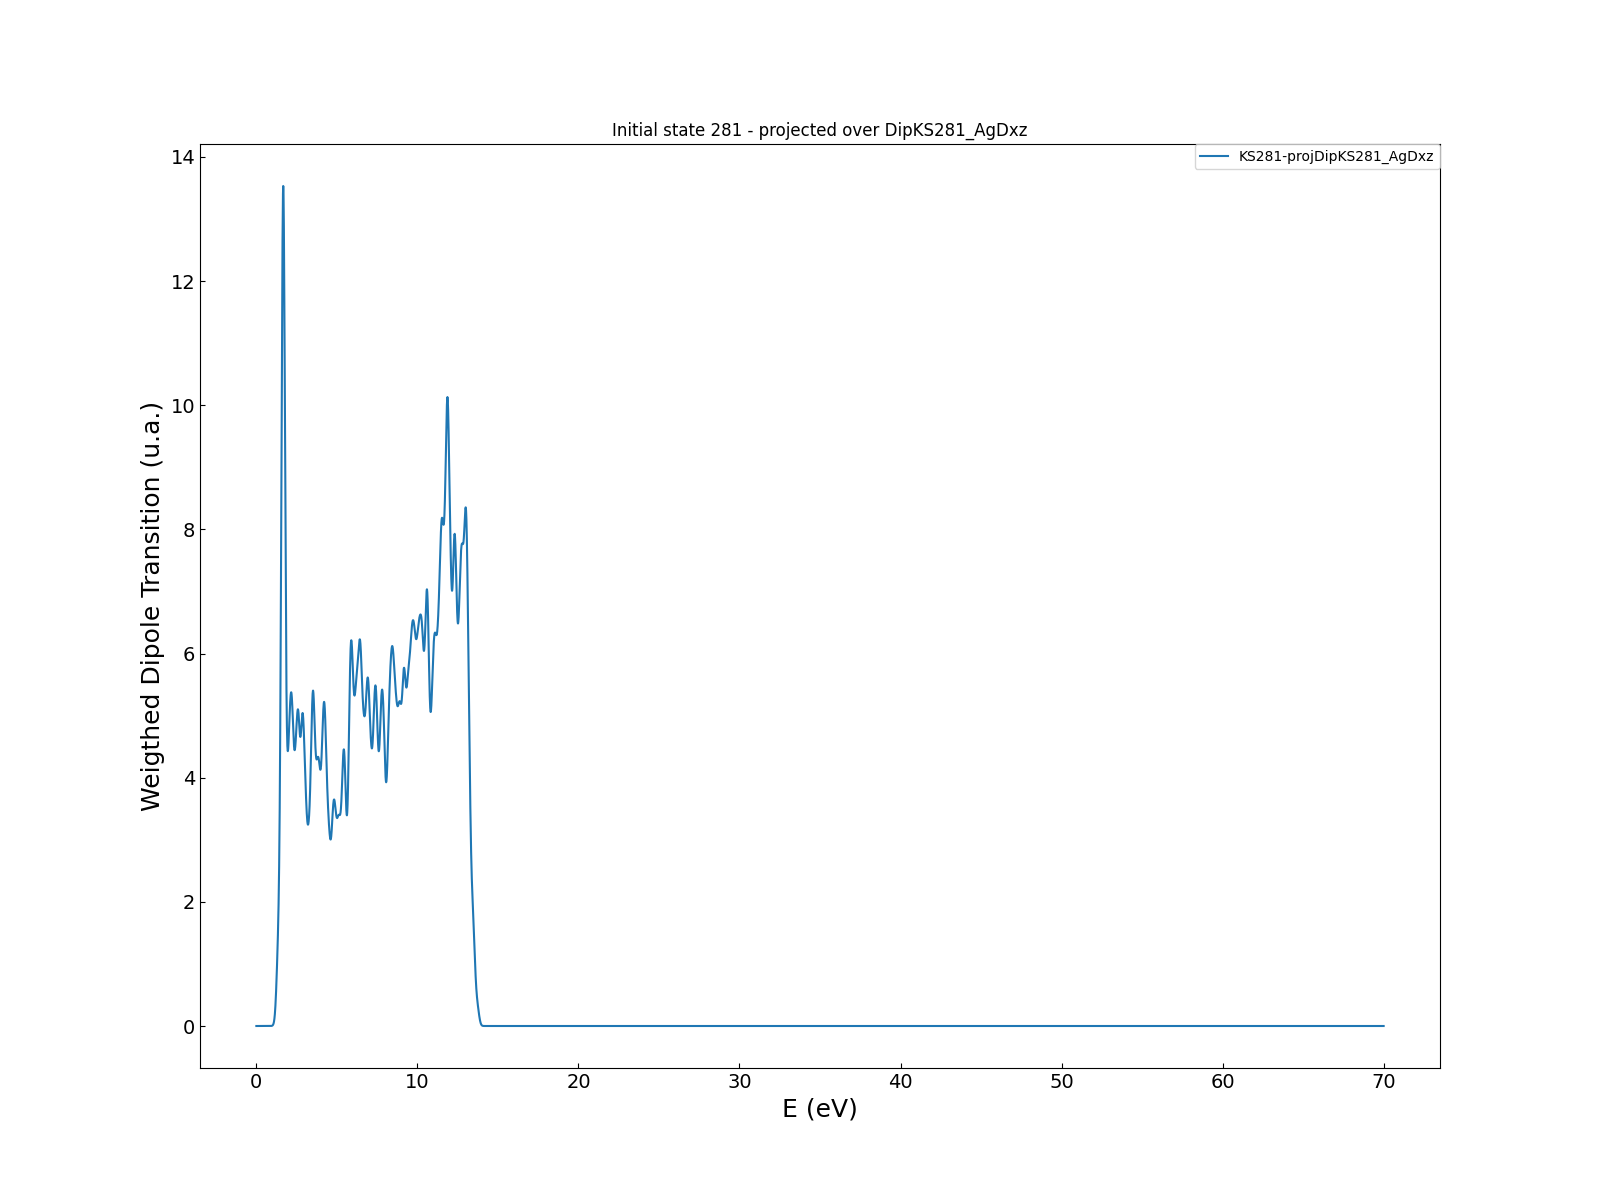 Initial state 281 - projected over DipKS281_AgDxz
KS281-projDipKS281_AgDxz
14
12
10
8
6
4
2
0
Weigthed Dipole Transition (u.a.)
0 10 20 30 40 50 60 70
E (eV)